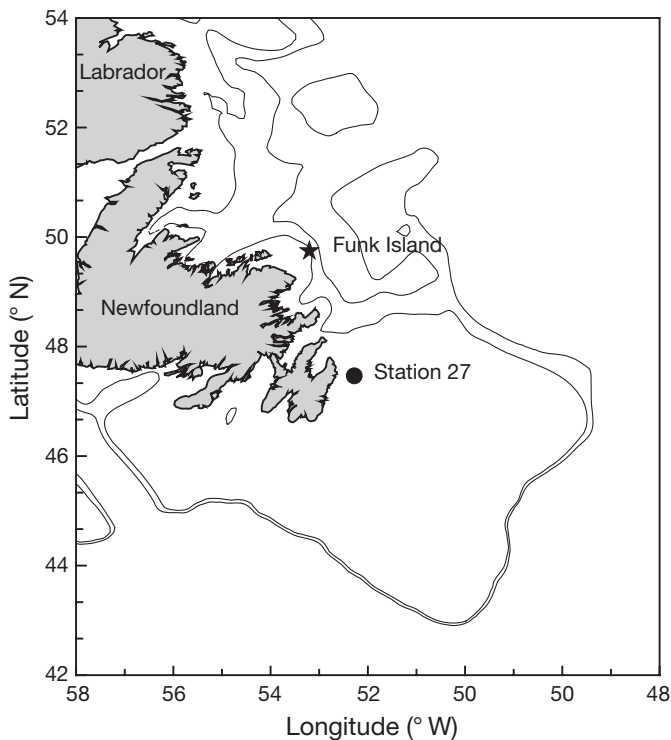 54
Labrador
52
50
Funk Island
Newfoundland
48
Station 27
46
44
42
58 56 54 52 50 50 48
Latitude (° N)
Longitude (° W)